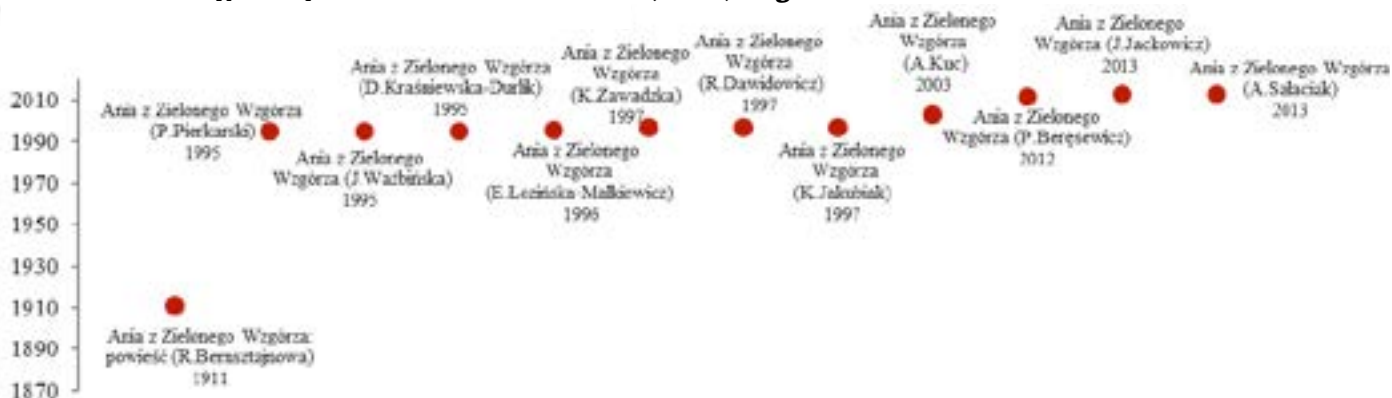 Ania z Zielonego Wzgórza
(P.Pierkarski)
1995
Ania z Zielonego
Wzgórza (J.Ważbińska)
1995
Ania z Zielonego Wzgórza
(D.Kraśniewska-Durlik)
1995
Ania z Zielonego
Wzgórza
(E.Lezińska-Malkiewicz)
1996
Ania z Zielonego
Wzgórza
(K.Zawadzka)
1997
Ania z Zielonego
Wzgórza
(R.Dawidowicz)
1997
Ania z Zielonego
Wzgórza
(K.Jakubiak)
1997
Ania z Zielonego
Wzgórza
(A.Kuc)
2003
Ania z Zielonego
Wzgórza (P.Beręsewicz)
2012
Ania z Zielonego
Wzgórza (J.Jackowicz)
2013
Ania z Zielonego Wzgórza
(A.Sałaciak)
2013
Ania z Zielonego Wzgórza:
powieść (R.Bernsztajnowa)
1911
2010
1990
1970
1950
1930
1910
1890
1870